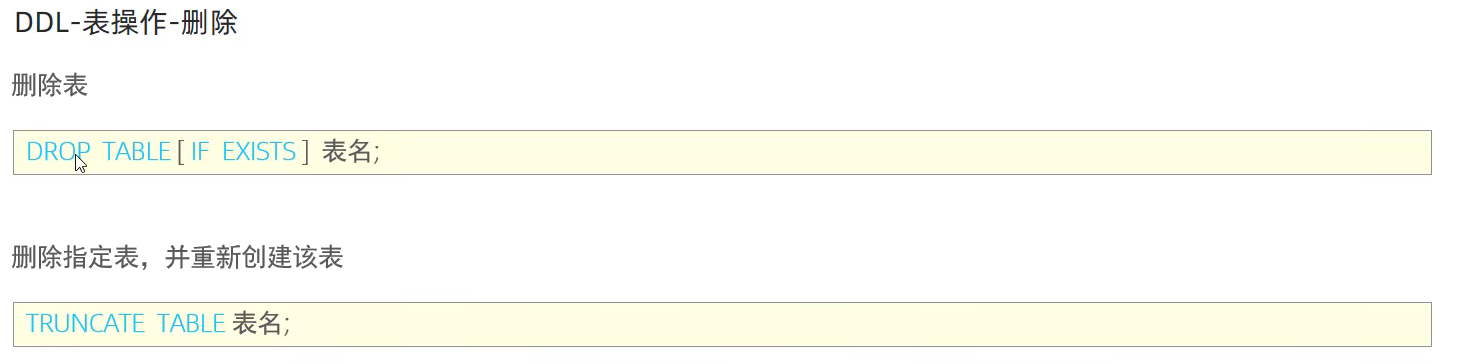 DDL-表操作-删除
删除表
DROP TABLE [ IF EXISTS ] 表名;
删除指定表，并重新创建该表
TRUNCATE TABLE 表名;